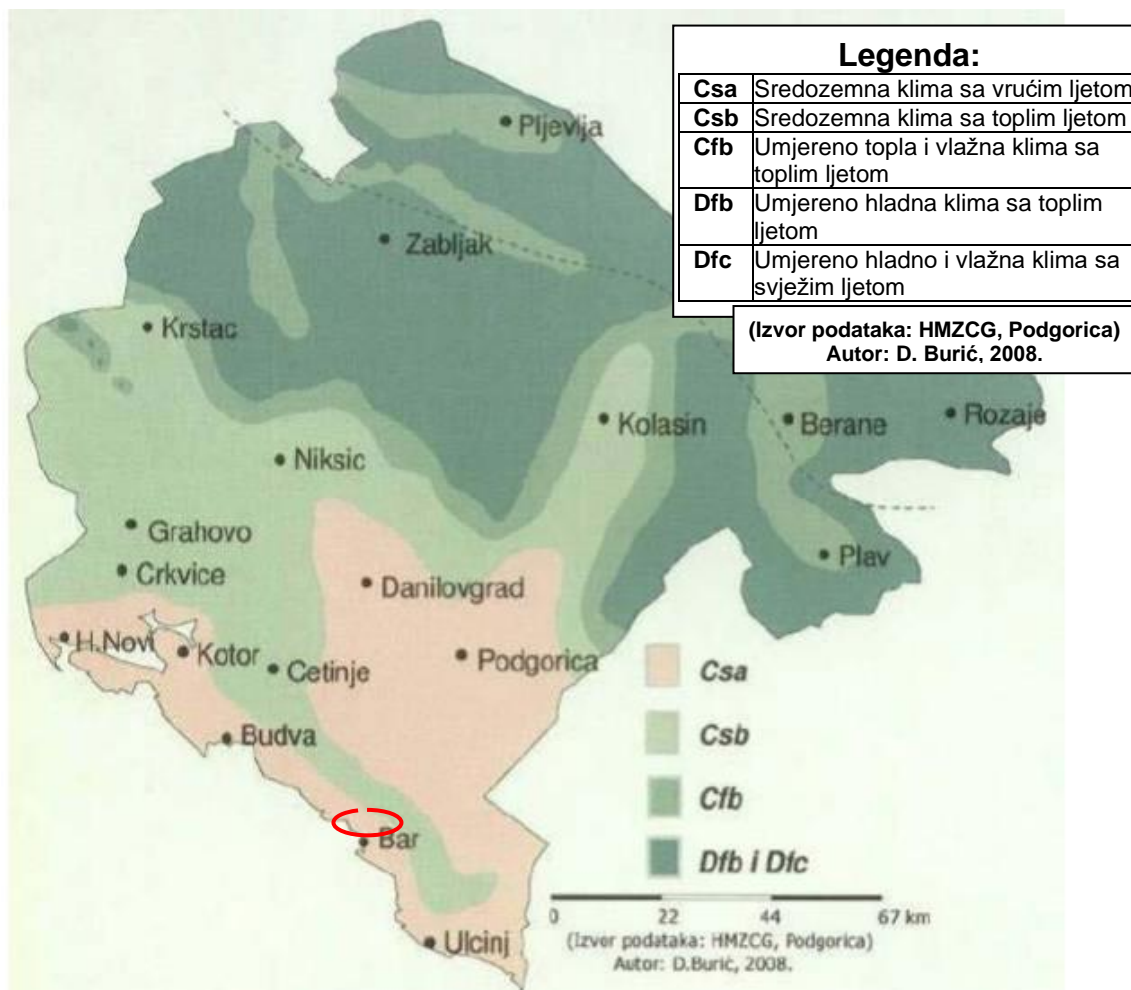 Legenda:
Csa Sredozemna klima sa vrućim ljetom
Csb Sredozemna klima sa toplim ljetom
Cfb Umjereno topla i vlažna klima sa
toplim ljetom
Dfb Umjereno hladna klima sa toplim
ljetom
Dfc Umjereno hladno i vlažna klima sa
svježim ljetom
(Izvor podataka: HMZCG, Podgorica)
Autor: D. Burić, 2008.
Pljevija
Zabljak
Krstac
Kolasin
Berane
Rozaje
Niksic
Grahovo
Crkvice
Plav
Danilovgrad
H.Novi
Kotor
Cetinje
Podgorica
Budva
Bar
Ulcinj
Csa
Csb
Cfb
Dfb i Dfc
0 22 44 67 km
(Izvor podataka: HMZCG, Podgorica)
Autor: D.Burić, 2008.